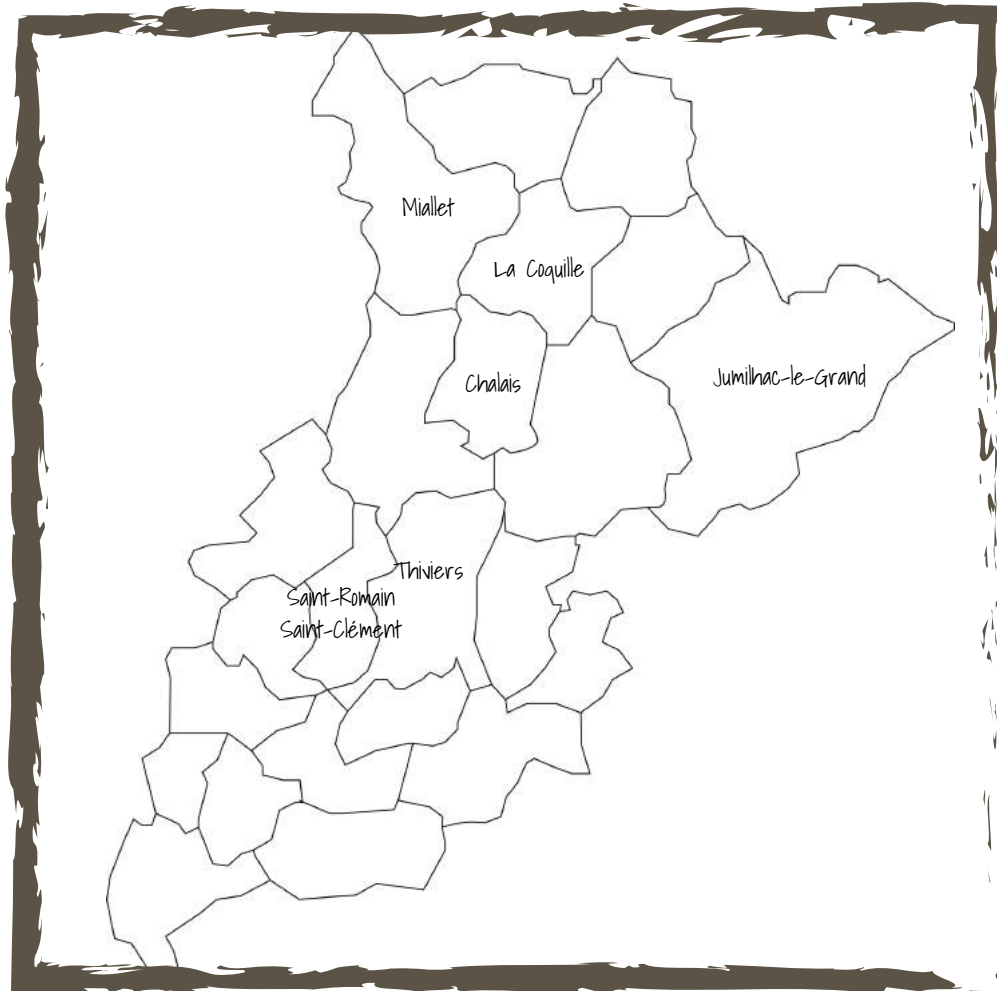 Miallet
La Coquille
Chalais
Jumilhac-le-Grand
Thiviers
Saint-Romain
Saint-Clément